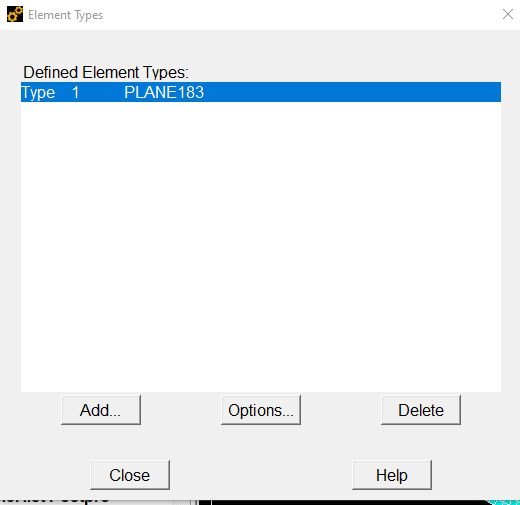 Element Types
Defined Element Types:
Type 1 PLANE183
Add... Options... Delete
Close Help